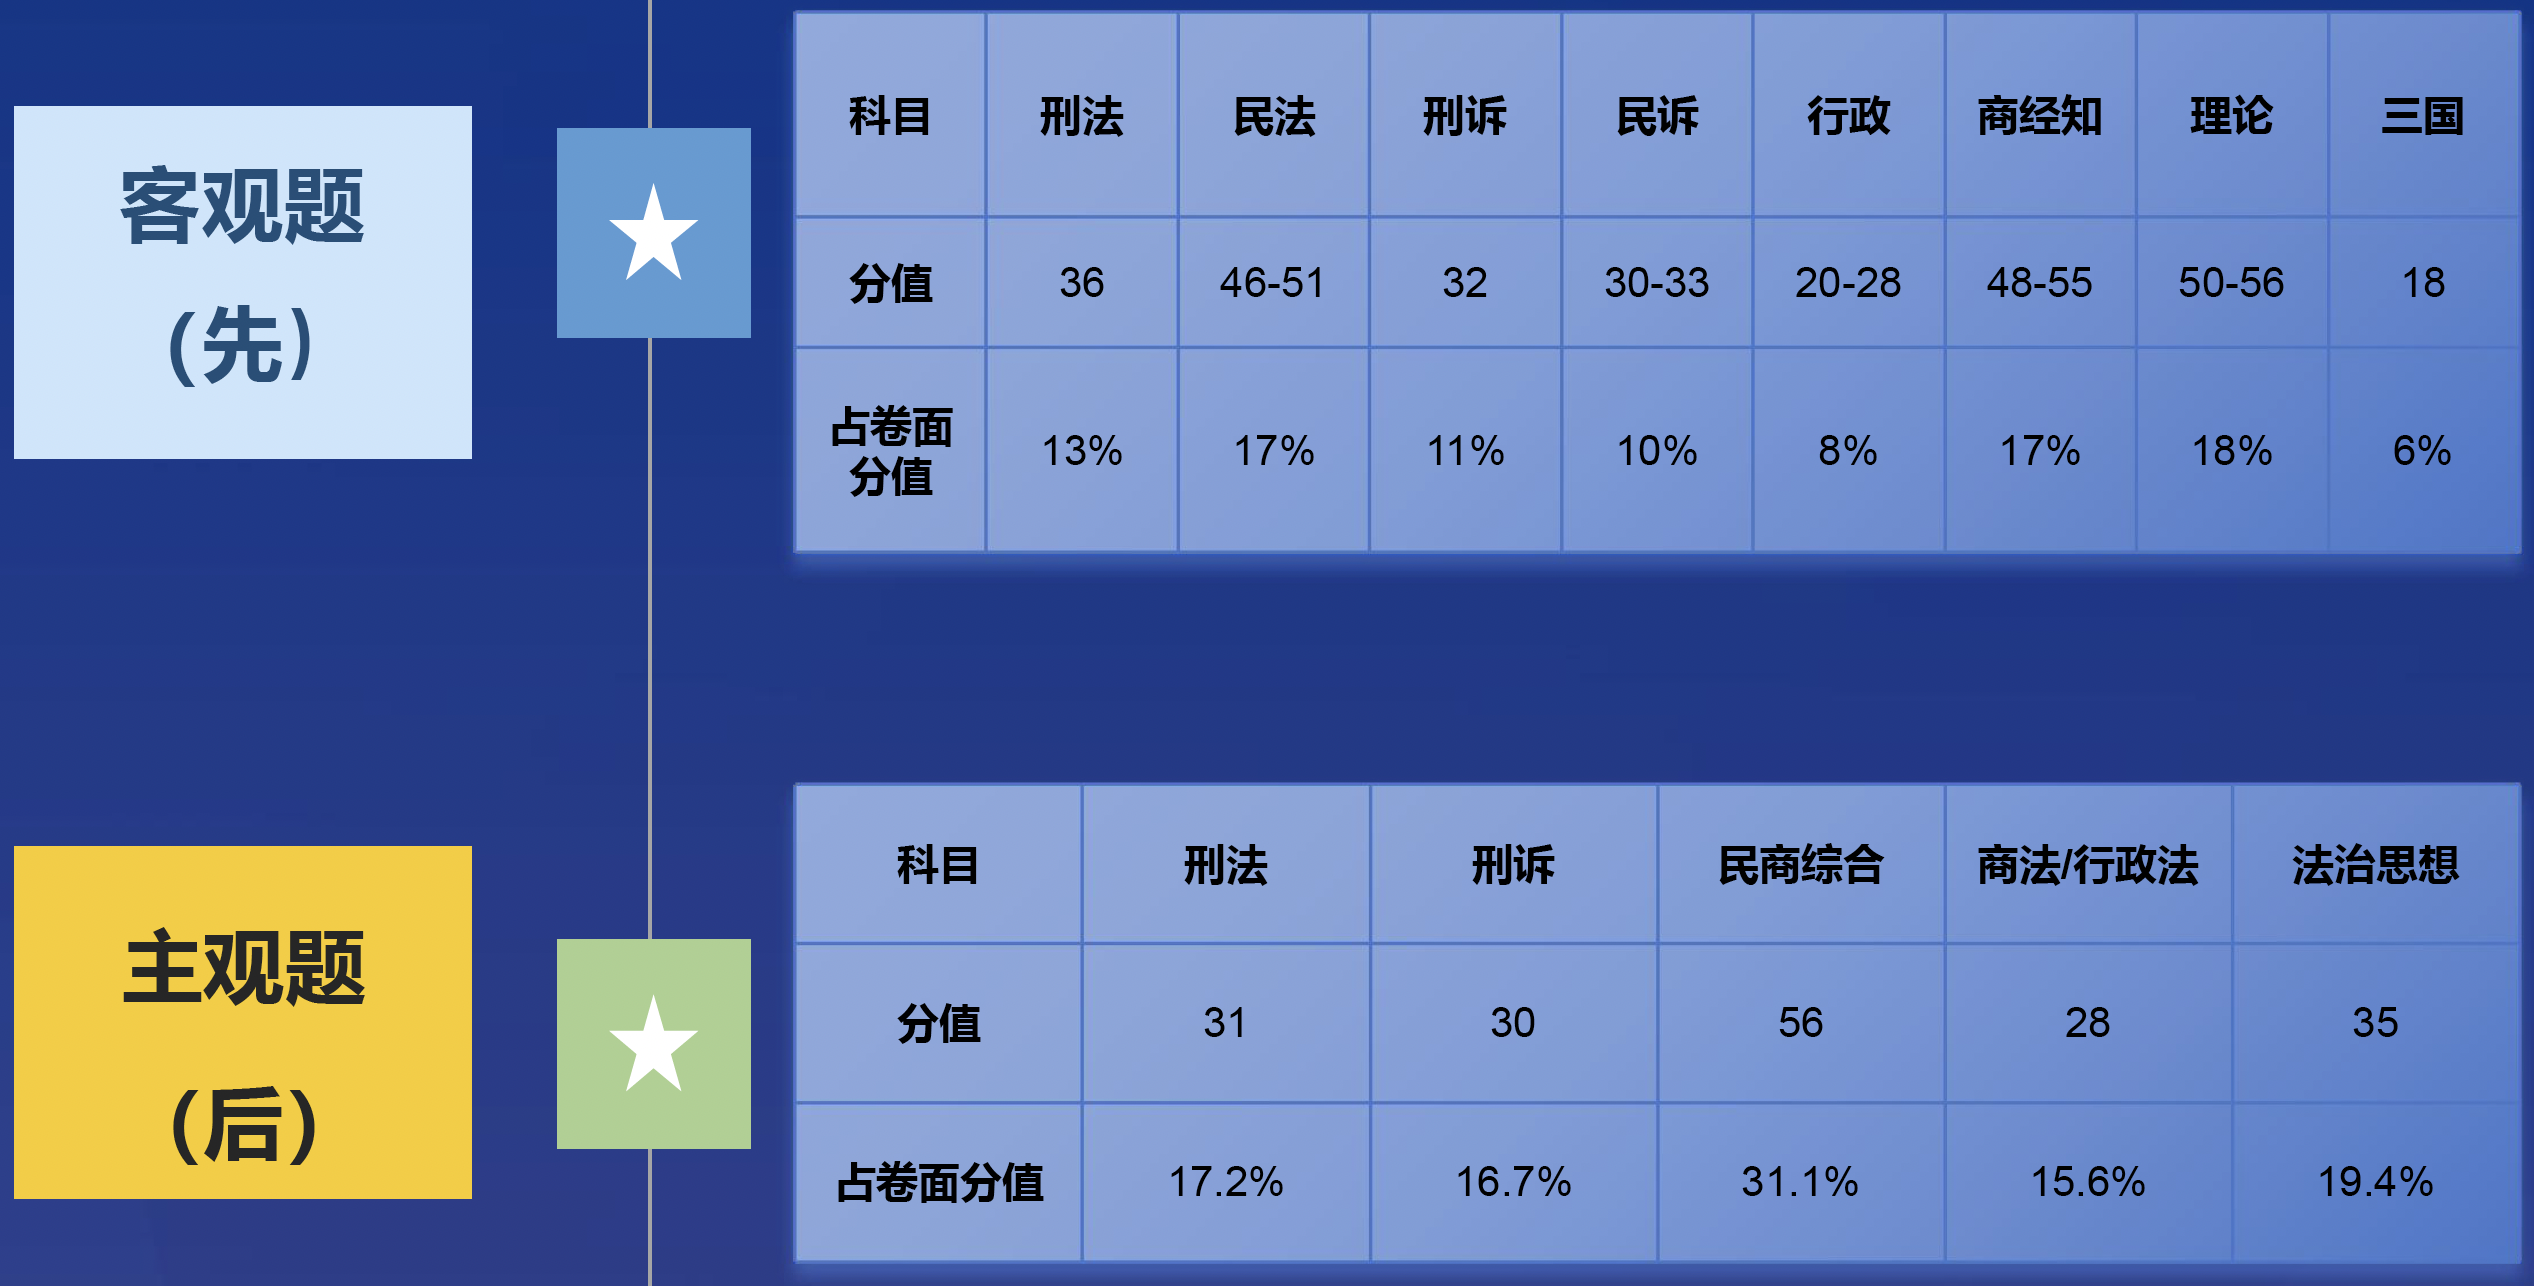 客观题
（先）
科目 刑法 民法 刑诉 民诉 行政 商经知 理论 三国
分值 36 46-51 32 30-33 20-28 48-55 50-56 18
占卷面
分值 13% 17% 11% 10% 8% 17% 18% 6%
主观题
（后）
科目 刑法 刑诉 民商综合 商法/行政法 法治思想
分值 31 30 56 28 35
占卷面分值 17.2% 16.7% 31.1% 15.6% 19.4%